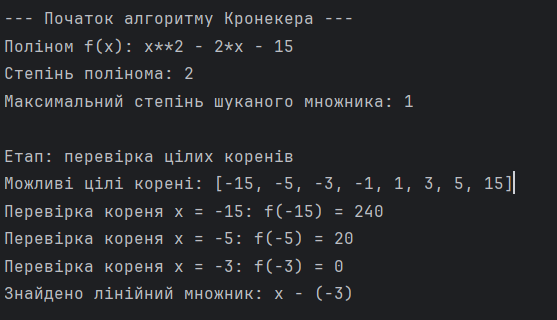 --- Початок алгоритму Кронекера ---
Поліном f(x): x**2 - 2*x - 15
Степінь полінома: 2
Максимальний степінь шуканого множника: 1
Етап: перевірка цілих коренів
Можливі цілі корені: [-15, -5, -3, -1, 1, 3, 5, 15]
Перевірка кореня x = -15: f(-15) = 240
Перевірка кореня x = -5: f(-5) = 20
Перевірка кореня x = -3: f(-3) = 0
Знайдено лінійний множник: x - (-3)